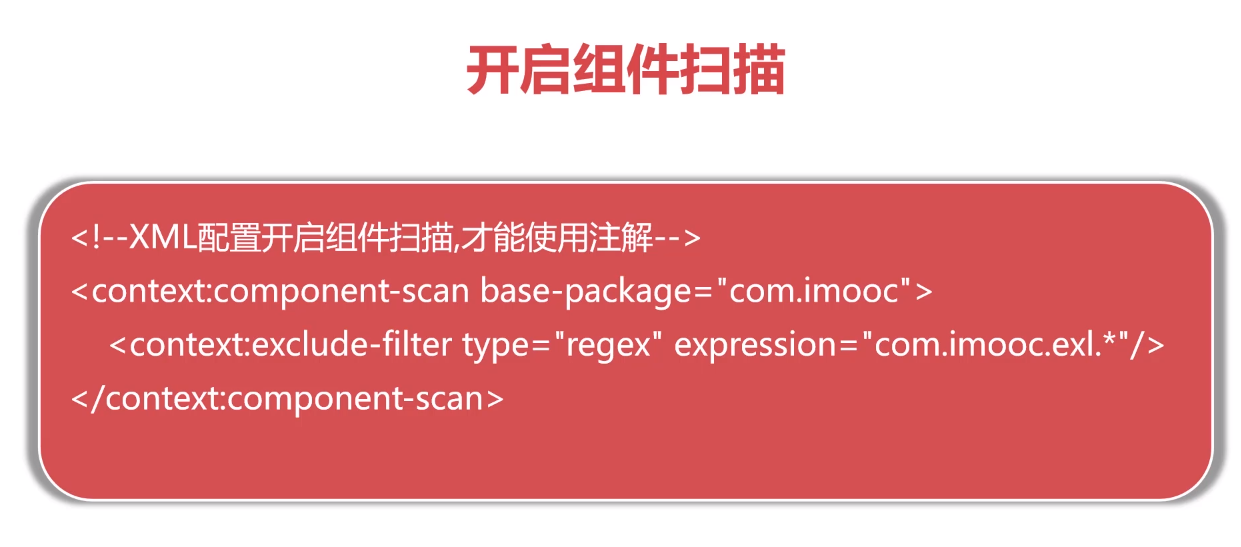 开启组件扫描
<!--XML配置开启组件扫描,才能使用注解-->
<context:component-scan base-package="com.imooc">
<context:exclude-filter type="regex" expression="com.imooc.exl.*"/>
</context:component-scan>